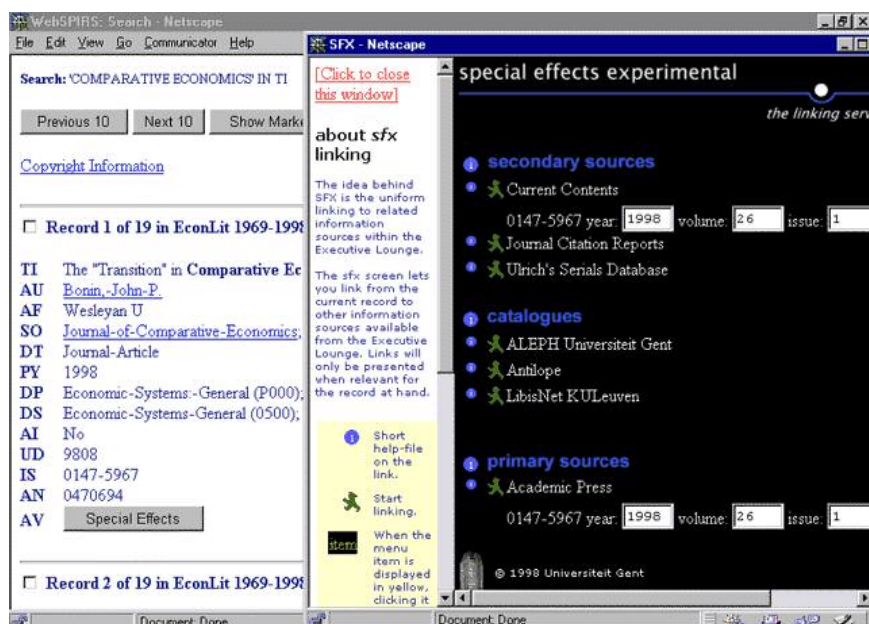 WebSPIRS: Search - Netscape
File Edit View Go Communicator Help
Search: 'COMPARATIVE ECONOMICS' IN TI
Previous 10 Next 10 Show Marke
Copyright Information
Record 1 of 19 in EconLit 1969-1998
TI The "Transition" in Comparative Ec
AU Bonin,-John-P.
AF Wesleyan U
SO Journal-of-Comparative-Economics;
DT Journal-Article
PY 1998
DP Economic-Systems:-General (P000);
DS Economic-Systems-General (0500);
AI No
UD 9808
IS 0147-5967
AN 0470694
AV Special Effects
Record 2 of 19 in EconLit 1969-1998
Document: Done
SFX - Netscape
[Click to close
this window]
about sfx
linking
The idea behind
SFX is the uniform
linking to related
information
sources within the
Executive Lounge.
The sfx screen lets
you link from the
current record to
other information
sources available
from the Executive
Lounge. Links will
only be presented
when relevant for
the record at hand.
Short
help-file
on the
link.
Start
linking.
item When the
menu
item is
displayed
in yellow,
clicking it
special effects experimental
the linking serv
secondary sources
Current Contents
0147-5967 year: 1998 volume: 26 issue: 1
Journal Citation Reports
Ulrich's Serials Database
catalogues
ALEPH Universiteit Gent
Antilope
LibisNet KULeuven
primary sources
Academic Press
0147-5967 year: 1998 volume: 26 issue: 1
© 1998 Universiteit Gent
Document: Done